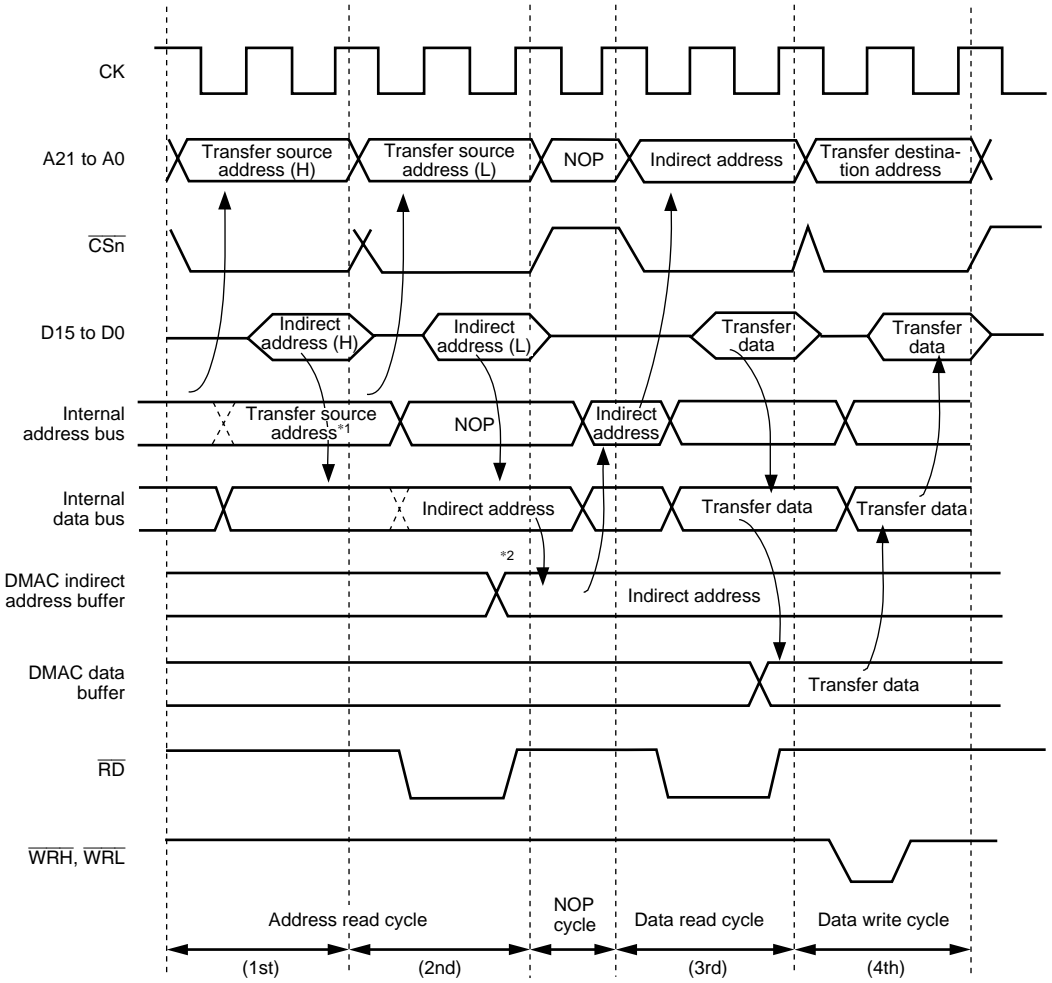 CK
A21 to A0
Transfer source
address (H)
Transfer source
address (L)
NOP
Indirect address
Transfer destina-
tion address
CSn
D15 to D0
Indirect
address (H)
Indirect
address (L)
Transfer
data
Transfer
data
Internal
address bus
Transfer source
address*1
NOP
Indirect
address
Internal
data bus
Indirect address
Transfer data
Transfer data
*2
DMAC indirect
address buffer
Indirect address
DMAC data
buffer
Transfer data
RD
WRH, WRL
Address read cycle
NOP
cycle
Data read cycle
Data write cycle
(1st)
(2nd)
(3rd)
(4th)